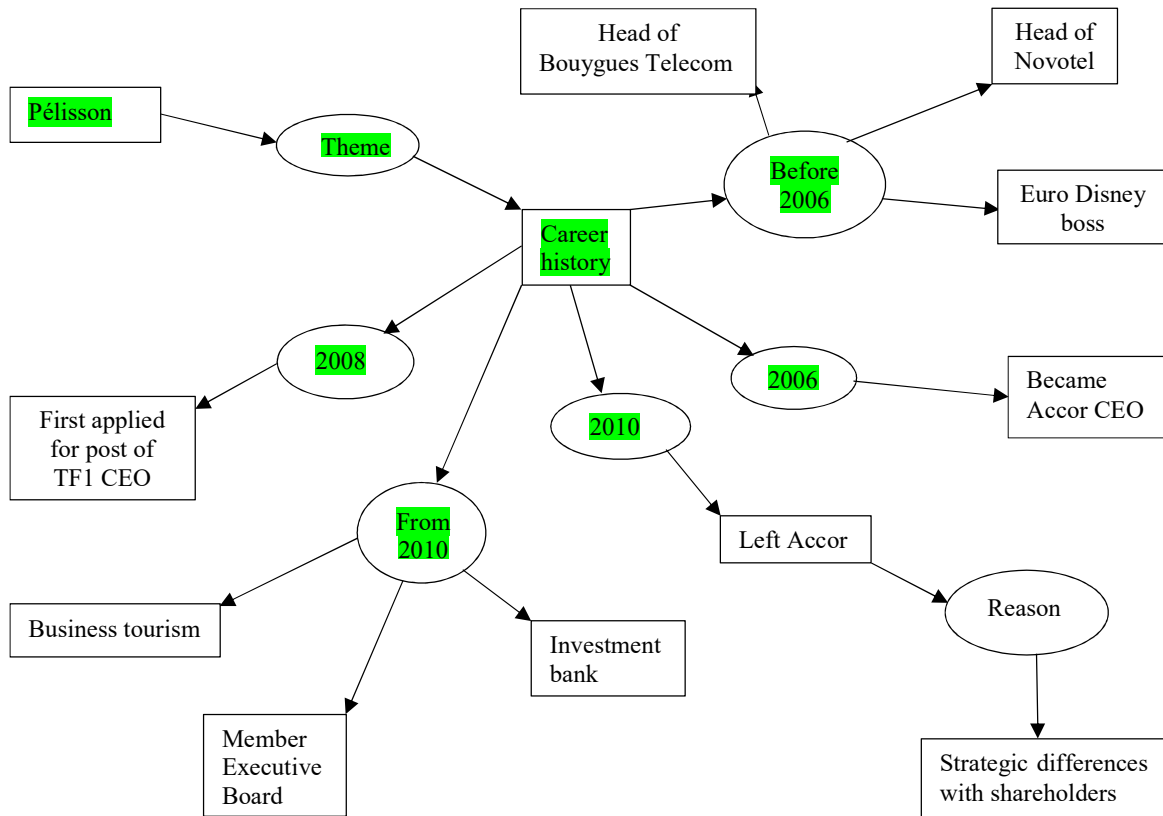 Head of
Bouygues Telecom
Head of
Novotel
Pélisson
Theme
Before
2006
Euro Disney
boss
Career
history
2008
2006
Became
Accor CEO
First applied
for post of
TF1 CEO
2010
From
2010
Left Accor
Reason
Business tourism
Investment
bank
Member
Executive
Board
Strategic differences
with shareholders